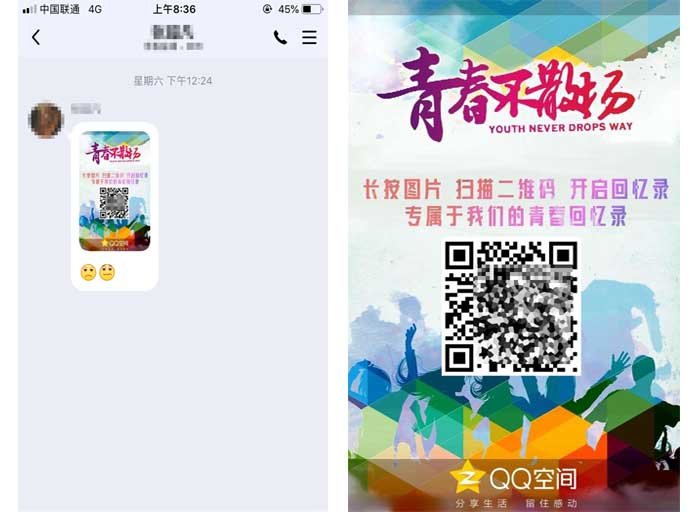 中国联通 4G
上午8:36
45%
星期六 下午12:24
青春不散场
YOUTH NEVER DROPS WAY
长按图片 扫描二维码 开启回忆录
专属于我们的青春回忆录
QQ空间
青春不散场
YOUTH NEVER DROPS WAY
长按图片 扫描二维码 开启回忆录
专属于我们的青春回忆录
QQ空间
分享生活 留住感动